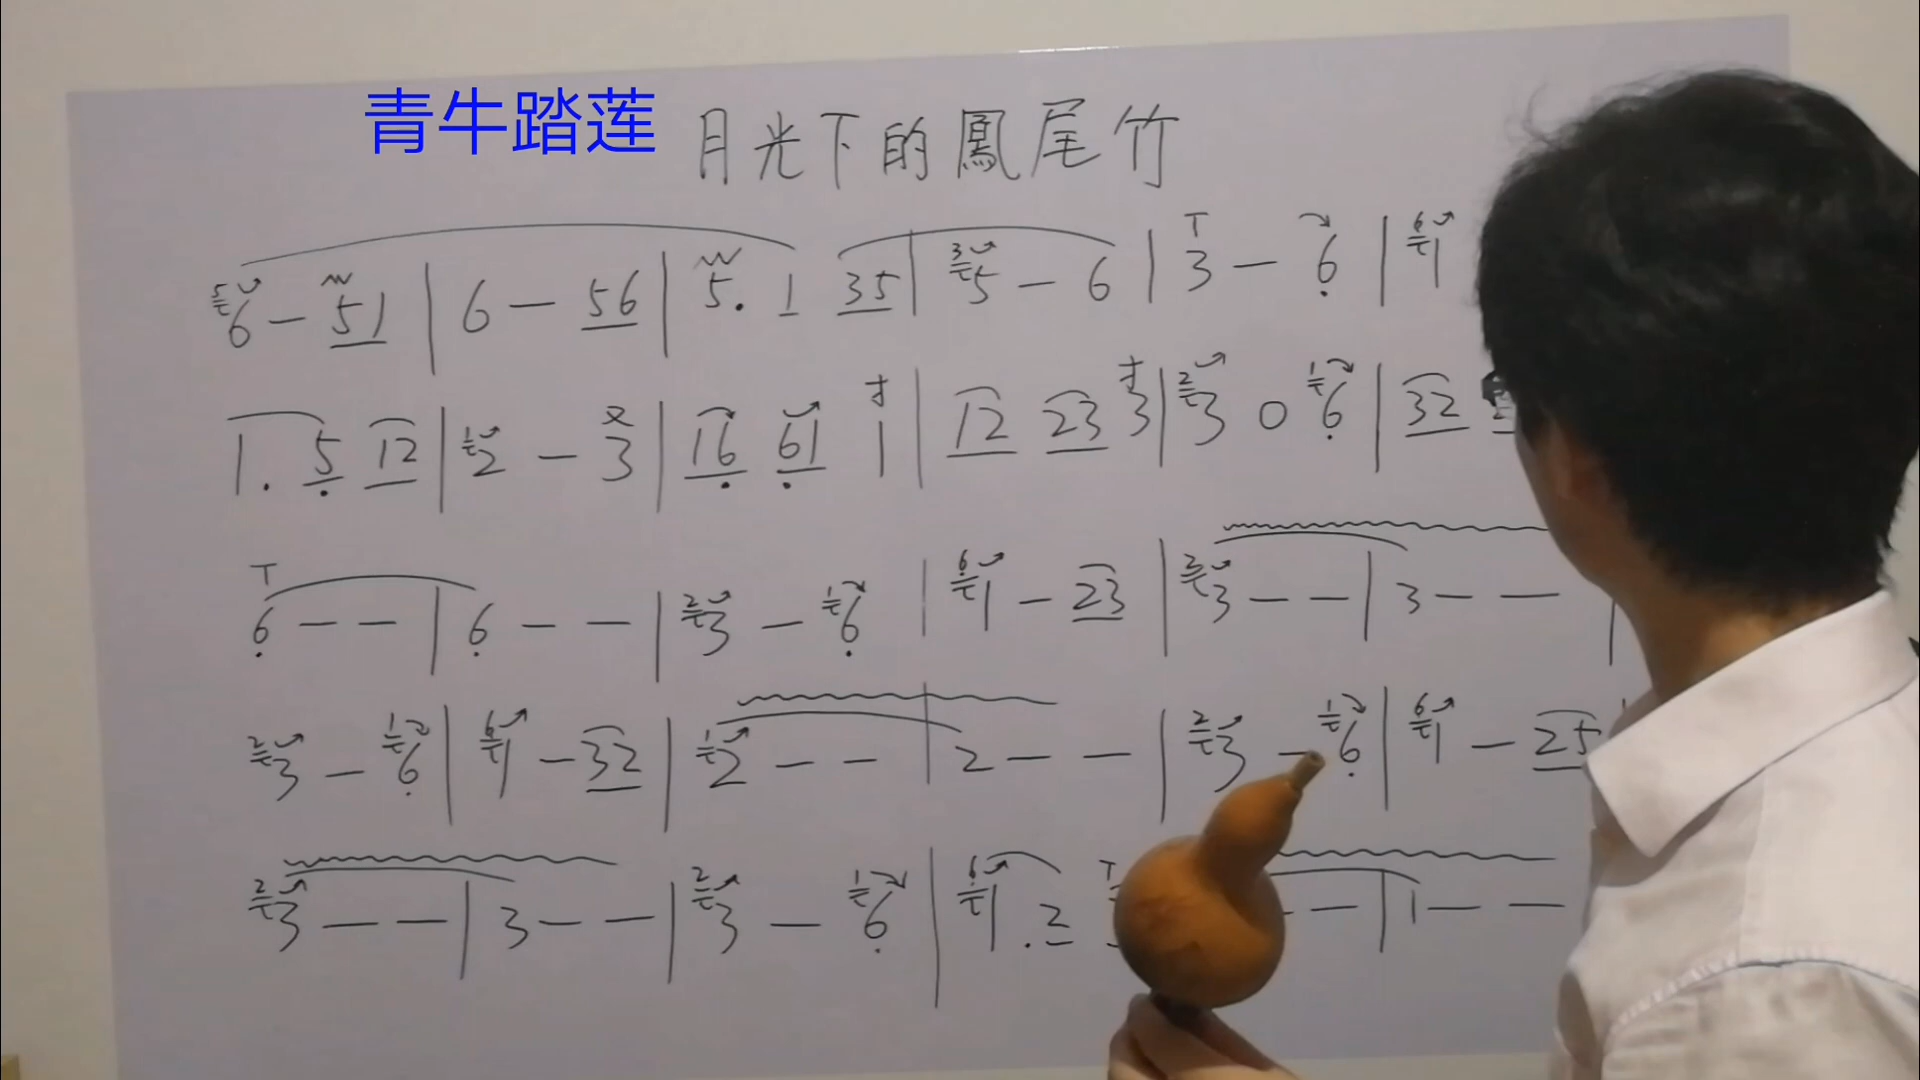 青牛踏莲 月光下的鳳尾竹
6 — 51 | 6 — 56 | 5. 1 35 | 5 — 6 | 3 — 6 | 1
1. 5 12 | 2 — 3 | 16 61 1 | 12 23 3 | 3 0 6 | 32
6 — — | 6 — — | 3 — 6 | 1 — 23 | 3 — — | 3 — — |
3 — 6 | 1 — 32 | 2 — — | 2 — — | 3 — 6 | 1 — 25
3 — — | 3 — — | 3 — 6 | 1 . 2 — — | 1 — —